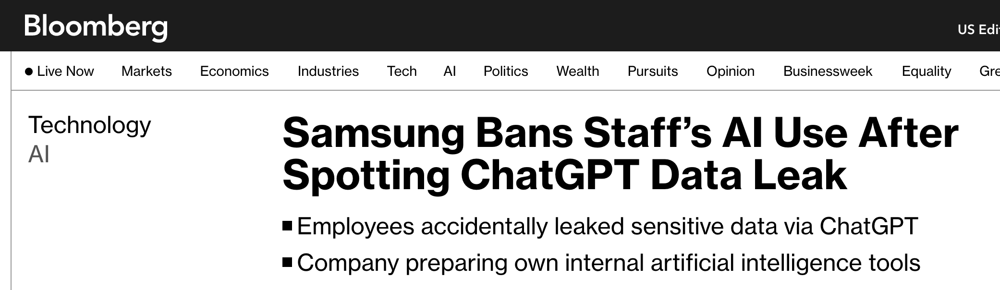 Bloomberg
US Edi
● Live Now Markets Economics Industries Tech AI Politics Wealth Pursuits Opinion Businessweek Equality Gre
Technology
AI
Samsung Bans Staff’s AI Use After
Spotting ChatGPT Data Leak
■ Employees accidentally leaked sensitive data via ChatGPT
■ Company preparing own internal artificial intelligence tools